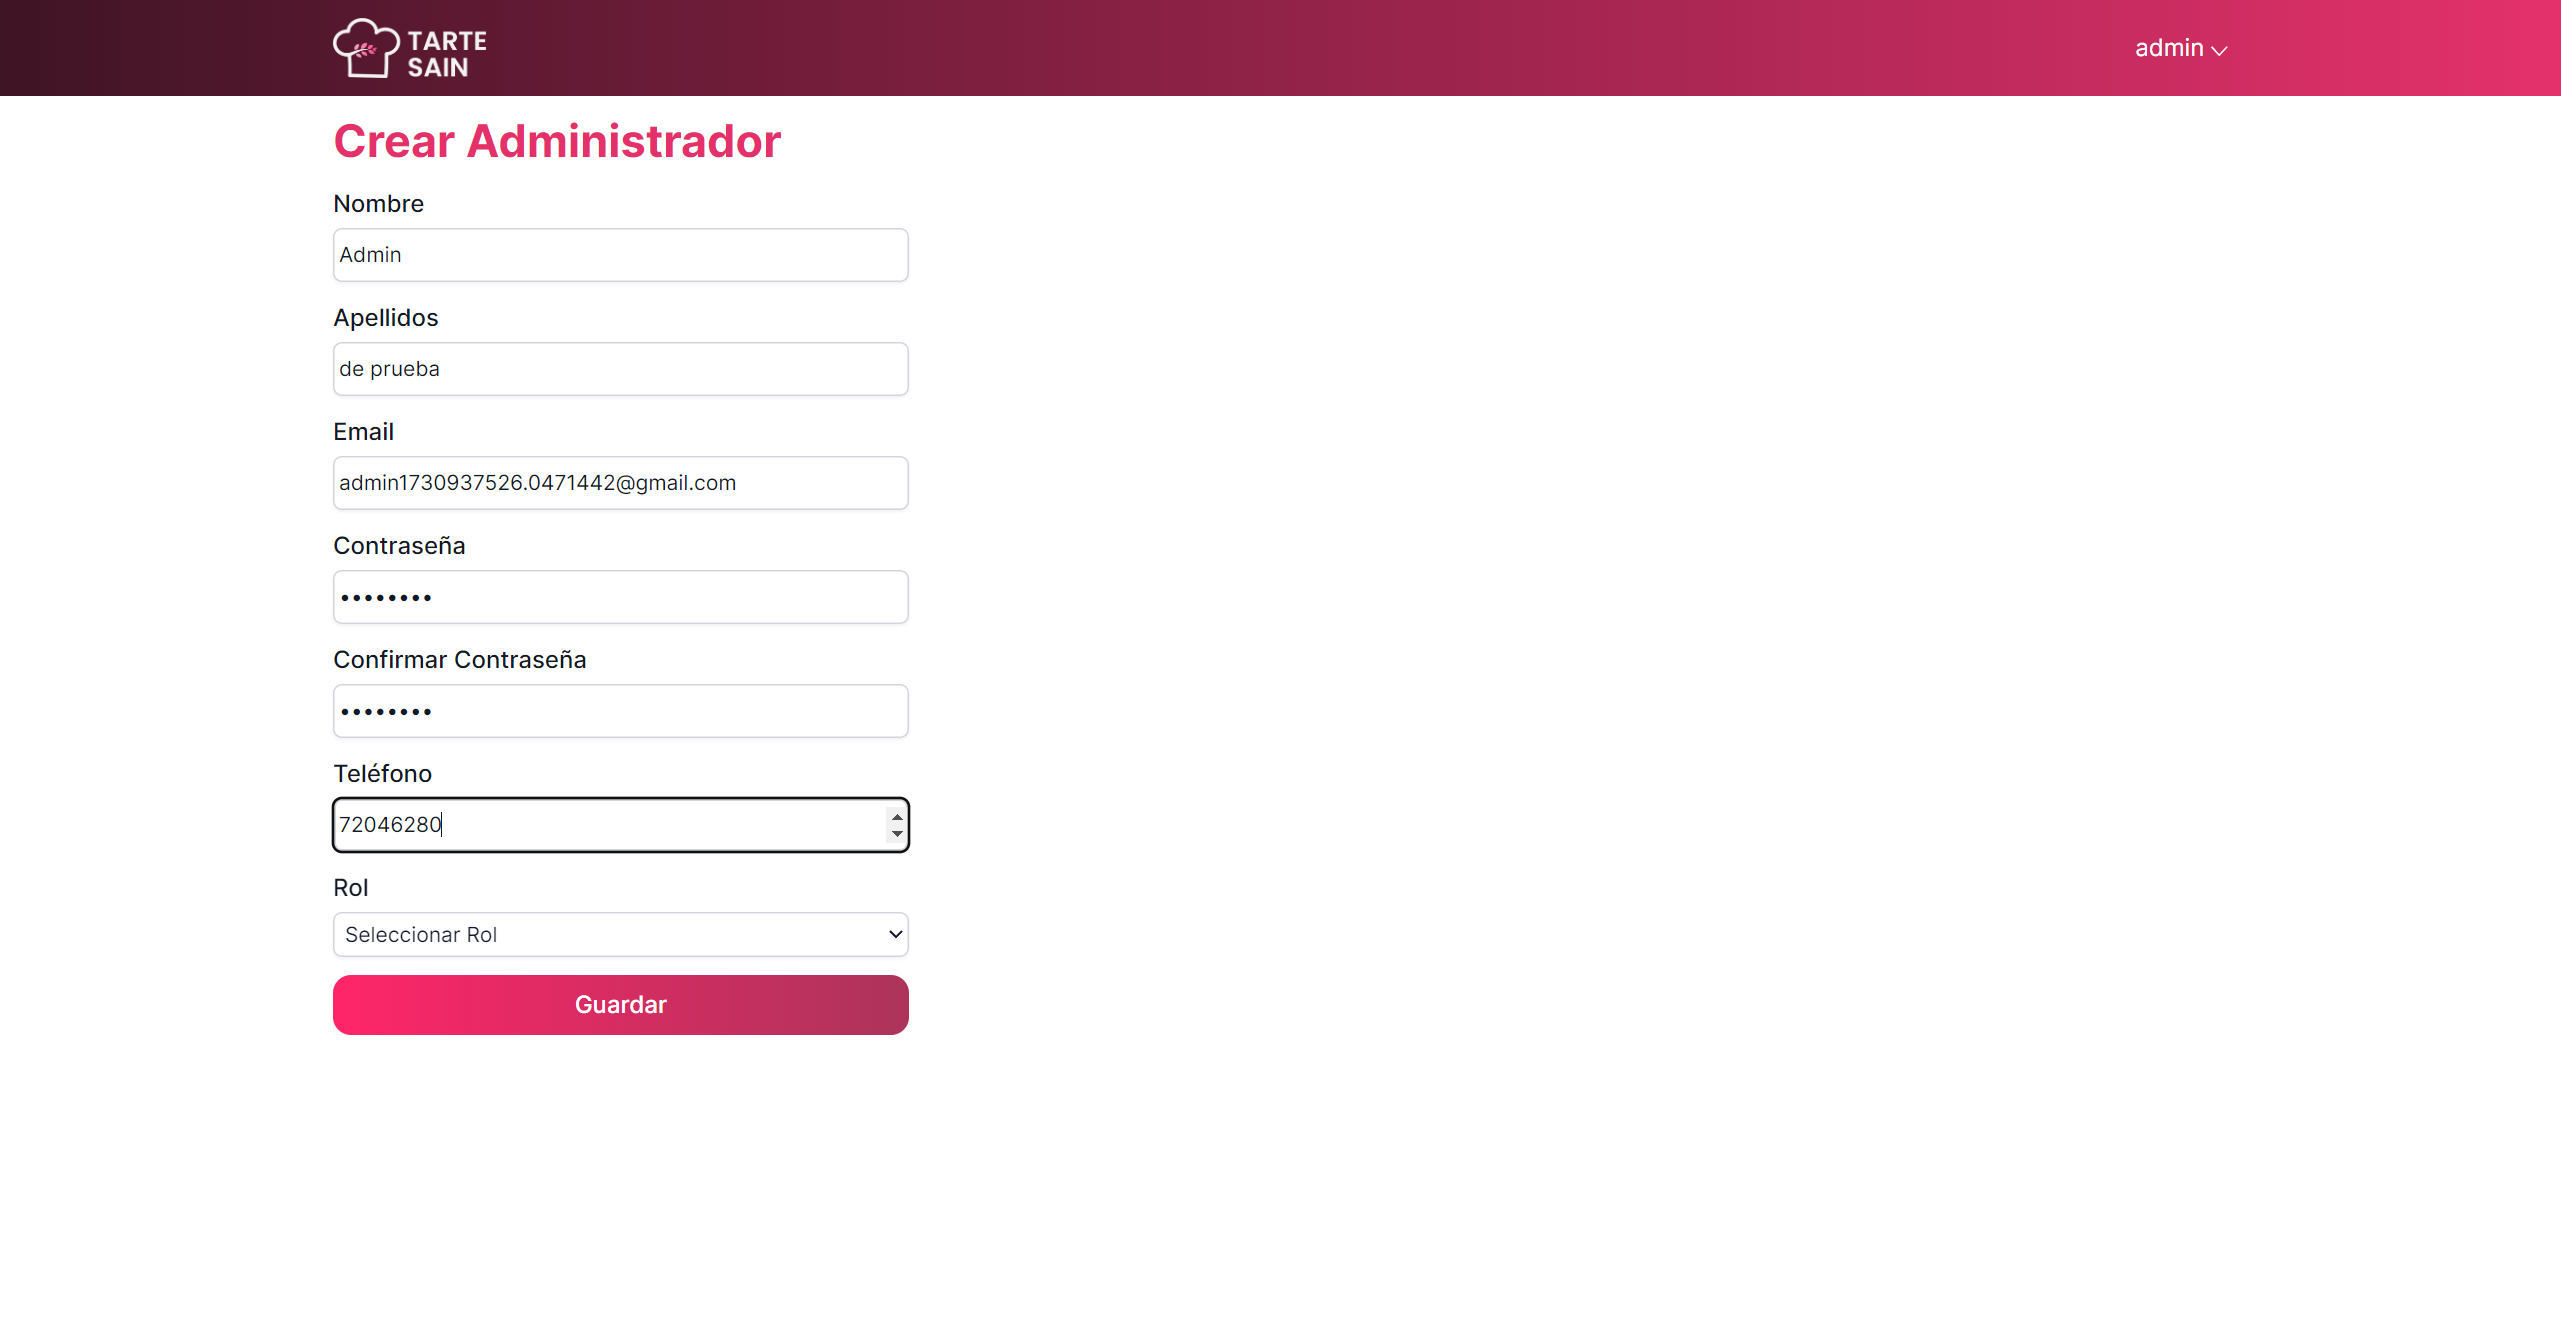 TARTE
SAIN
admin
Crear Administrador
Nombre
Admin
Apellidos
de prueba
Email
admin1730937526.0471442@gmail.com
Contraseña
••••••••
Confirmar Contraseña
••••••••
Teléfono
72046280
Rol
Seleccionar Rol
Guardar